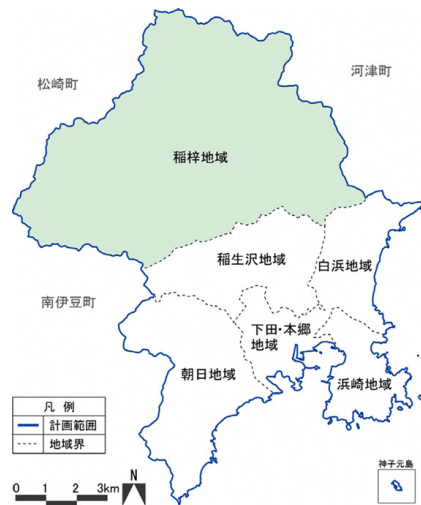 松崎町
河津町
稲梓地域
稲生沢地域
白浜地域
南伊豆町
下田・本郷
地域
朝日地域
浜崎地域
凡 例
計画範囲
地域界
神子元島
N
0 1 2 3km